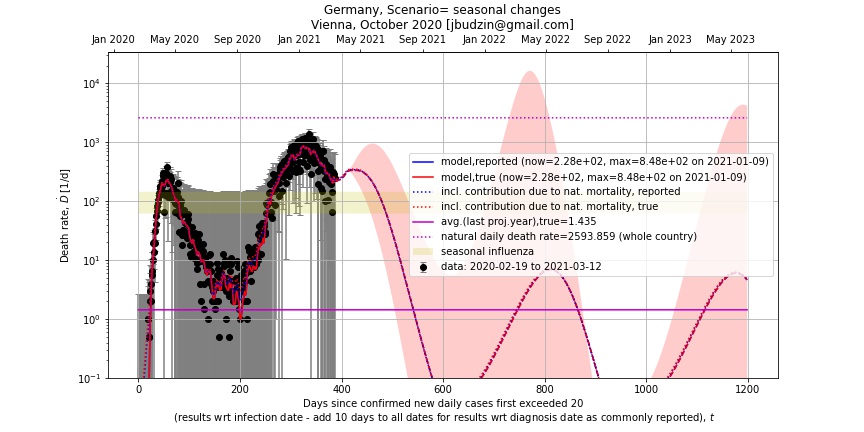 Germany, Scenario= seasonal changes
Vienna, October 2020 [jbudzin@gmail.com]
Jan 2020 May 2020 Sep 2020 Jan 2021 May 2021 Sep 2021 Jan 2022 May 2022 Sep 2022 Jan 2023 May 2023
Death rate, Ḋ [1/d]
10⁴
10³
10²
10¹
10⁰
10⁻¹
model,reported (now=2.28e+02, max=8.48e+02 on 2021-01-09)
model,true (now=2.28e+02, max=8.48e+02 on 2021-01-09)
incl. contribution due to nat. mortality, reported
incl. contribution due to nat. mortality, true
avg.(last proj.year),true=1.435
natural daily death rate=2593.859 (whole country)
seasonal influenza
data: 2020-02-19 to 2021-03-12
0 200 400 600 800 1000 1200
Days since confirmed new daily cases first exceeded 20
(results wrt infection date - add 10 days to all dates for results wrt diagnosis date as commonly reported), t